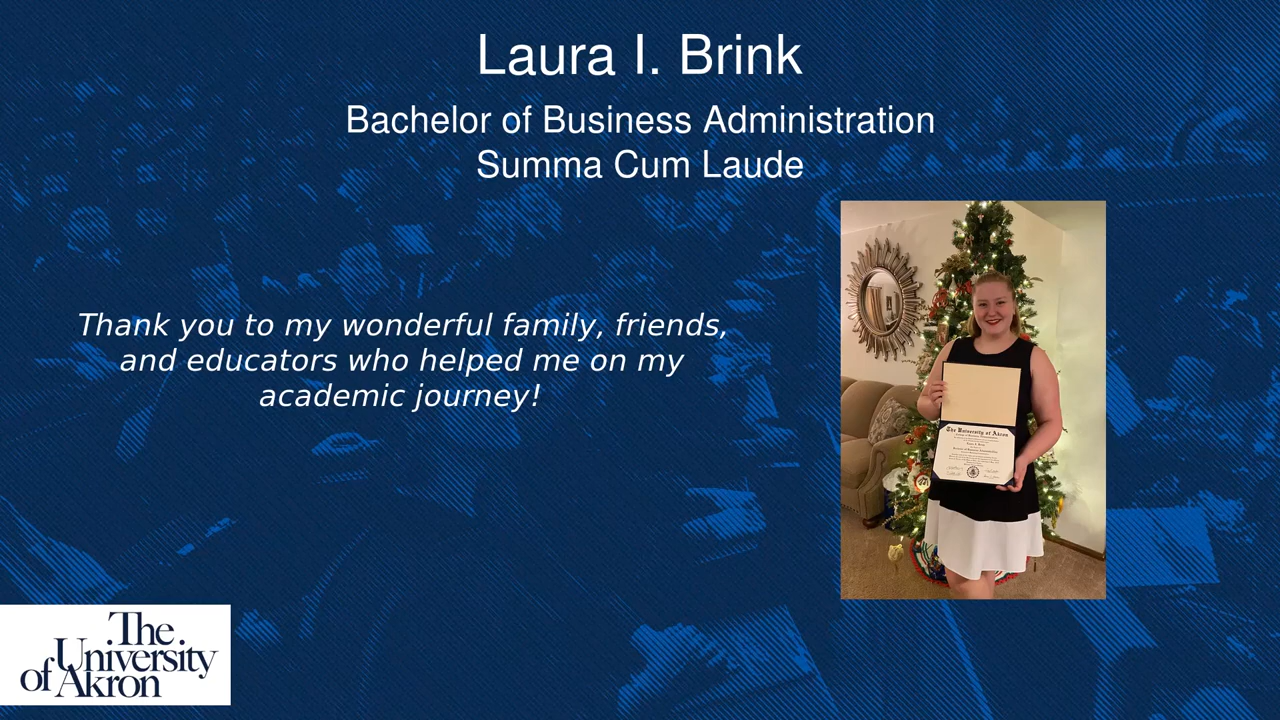 Laura I. Brink
Bachelor of Business Administration
Summa Cum Laude
Thank you to my wonderful family, friends,
and educators who helped me on my
academic journey!
The University of Akron
The
University
of Akron